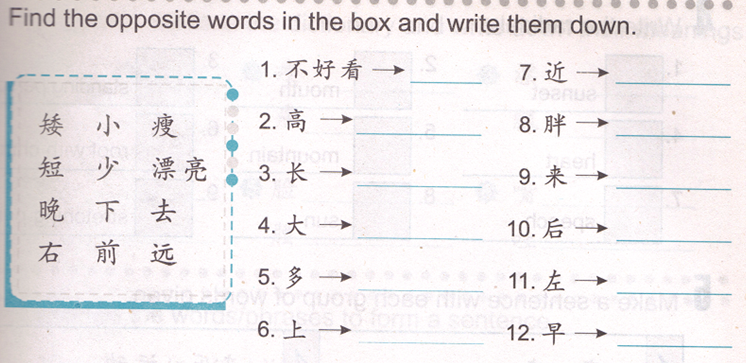 Find the opposite words in the box and write them down.
矮 小 瘦
短 少 漂亮
晚 下 去
右 前 远
1. 不好看 →
2. 高 →
3. 长 →
4. 大 →
5. 多 →
6. 上 →
7. 近 →
8. 胖 →
9. 来 →
10. 后 →
11. 左 →
12. 早 →